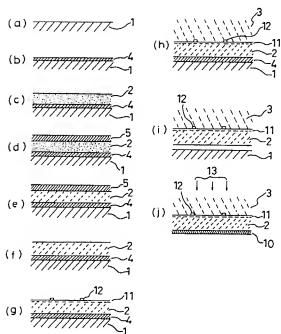 (a) 1
(b) 4 1
(c) 2 4 1
(d) 5 2 4 1
(e) 5 2 4 1
(f) 2 4 1
(g) 12 11 2 4 1
(h) 12 3 11 2 4 1
(i) 12 3 11 2 1
(j) 13 12 3 11 2 10